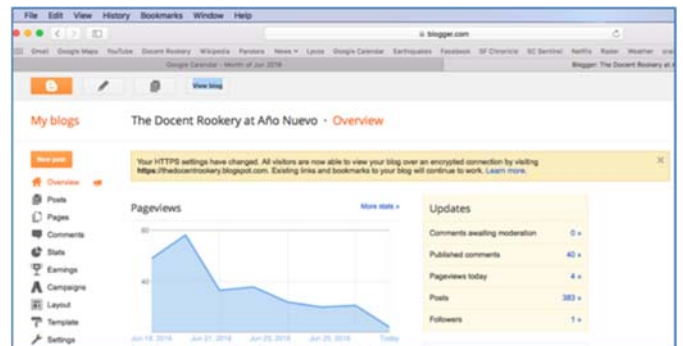 File Edit View History Bookmarks Window Help
blogger.com
Gmail Google Maps YouTube Docent Rookery Wikipedia Pandora News Lycos Google Calendar Earthquakes Facebook SF Chronicle SC Sentinel Netflix Radar Weather
Google Calendar - Month of Jun 2016
Blogger: The Docent Rookery at
View blog
My blogs
The Docent Rookery at Año Nuevo · Overview
New post
Your HTTPS settings have changed. All visitors are now able to view your blog over an encrypted connection by visiting
https://thedocentrookery.blogspot.com. Existing links and bookmarks to your blog will continue to work. Learn more.
Overview
Posts
Pages
Comments
Stats
Earnings
Campaigns
Layout
Template
Settings
Pageviews
More stats »
60
40
Jun 19, 2016 Jun 21, 2016 Jun 23, 2016 Jun 25, 2016 Today
Updates
Comments awaiting moderation 0 »
Published comments 40 »
Pageviews today 4 »
Posts 383 »
Followers 1 »